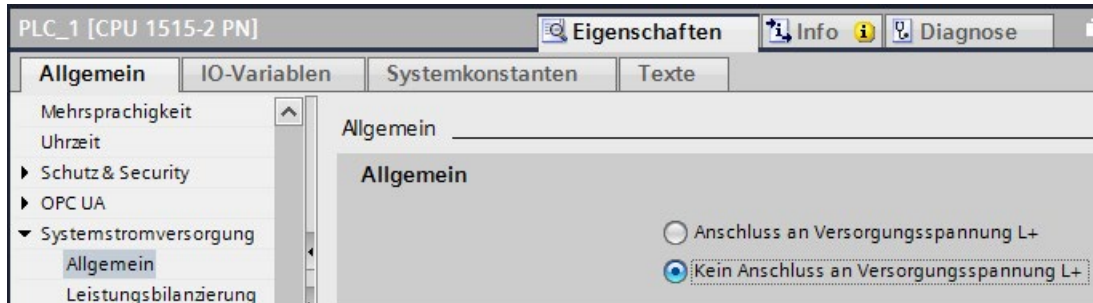 PLC_1 [CPU 1515-2 PN]
Eigenschaften
Info
Diagnose
Allgemein
IO-Variablen
Systemkonstanten
Texte
Mehrsprachigkeit
Uhrzeit
Schutz & Security
OPC UA
Systemstromversorgung
Allgemein
Leistungsbilanzierung
Allgemein
Allgemein
Anschluss an Versorgungsspannung L+
Kein Anschluss an Versorgungsspannung L+